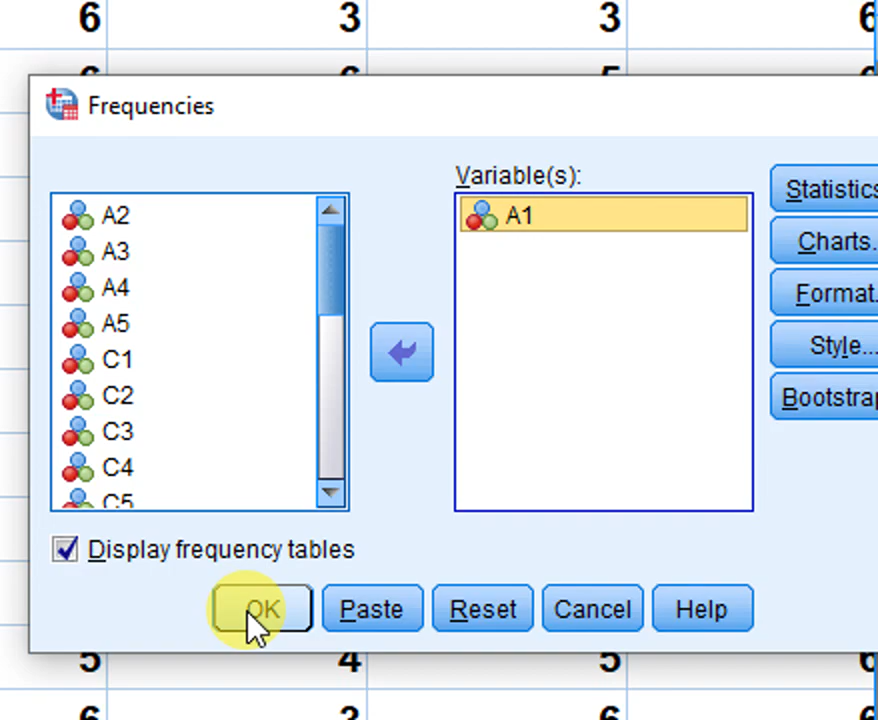 6 3 3 6
Frequencies
Variable(s):
A1
A2
A3
A4
A5
C1
C2
C3
C4
C5
Statistics
Charts.
Format.
Style...
Bootstrap
Display frequency tables
OK Paste Reset Cancel Help
5 4 5 6